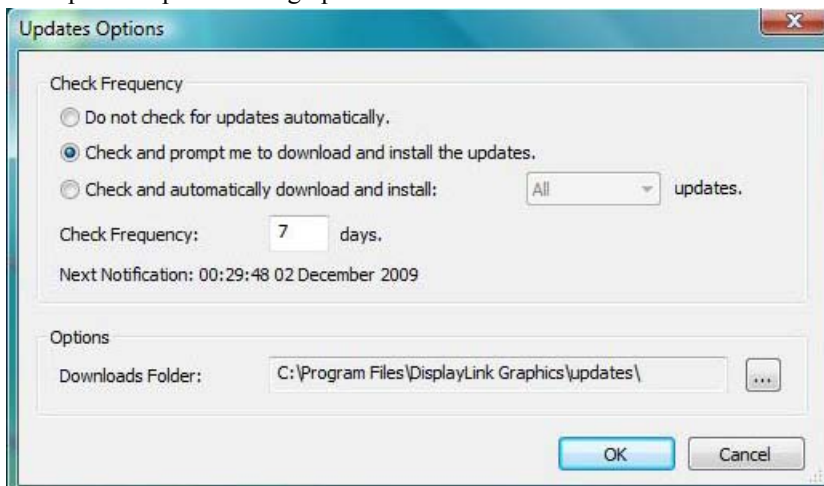 Updates Options
X
Check Frequency
Do not check for updates automatically.
Check and prompt me to download and install the updates.
Check and automatically download and install: All updates.
Check Frequency: 7 days.
Next Notification: 00:29:48 02 December 2009
Options
Downloads Folder: C:\Program Files\DisplayLink Graphics\updates\ ...
OK Cancel